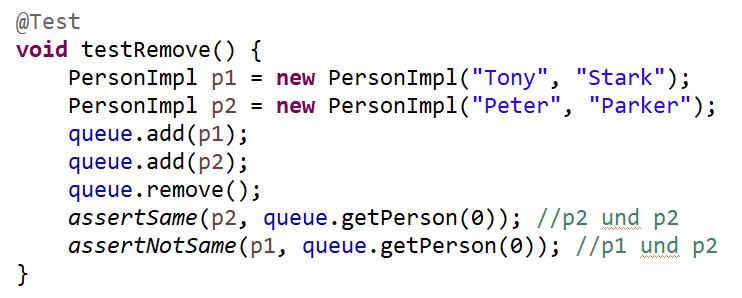 @Test
void testRemove() {
    PersonImpl p1 = new PersonImpl("Tony", "Stark");
    PersonImpl p2 = new PersonImpl("Peter", "Parker");
    queue.add(p1);
    queue.add(p2);
    queue.remove();
    assertSame(p2, queue.getPerson(0)); //p2 und p2
    assertNotSame(p1, queue.getPerson(0)); //p1 und p2
}